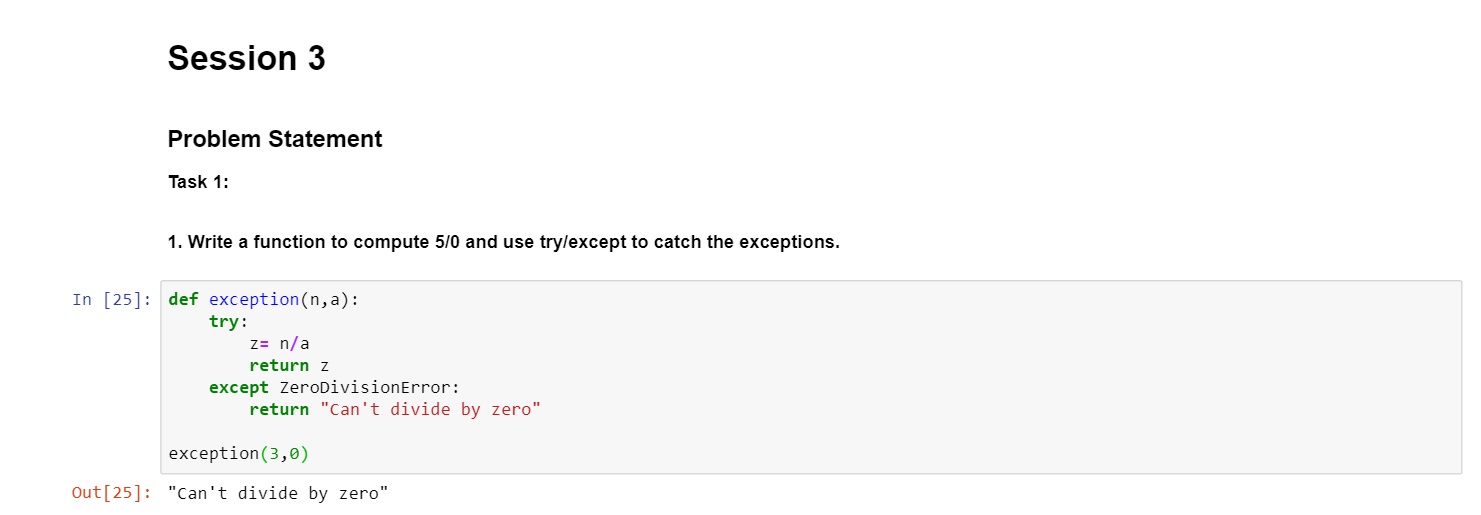 Session 3
Problem Statement
Task 1:
1. Write a function to compute 5/0 and use try/except to catch the exceptions.
In [25]: def exception(n,a):
    try:
        z= n/a
        return z
    except ZeroDivisionError:
        return "Can't divide by zero"
exception(3,0)
Out[25]: "Can't divide by zero"